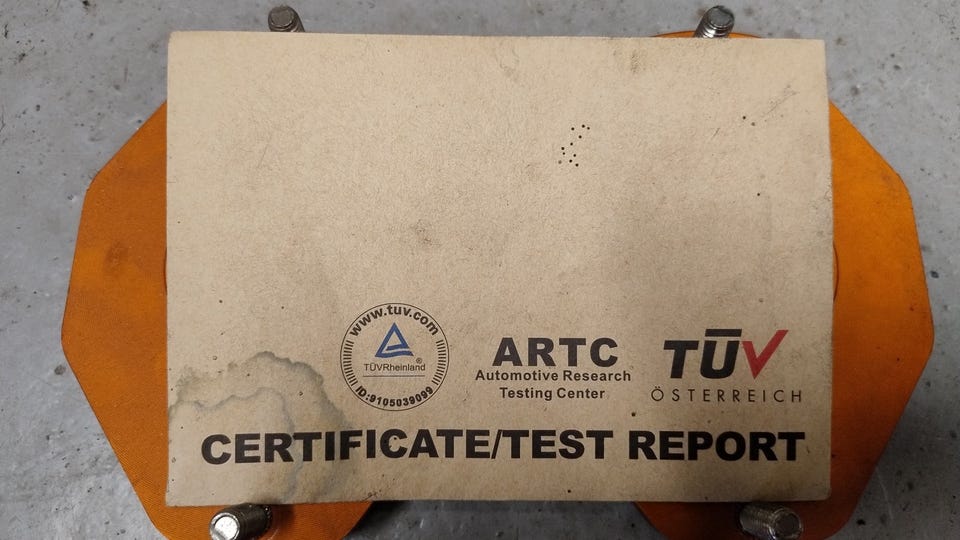 www.tuv.com
TÜVRheinland®
ID:9105039099
ARTC
Automotive Research
Testing Center
TÜV
ÖSTERREICH
CERTIFICATE/TEST REPORT